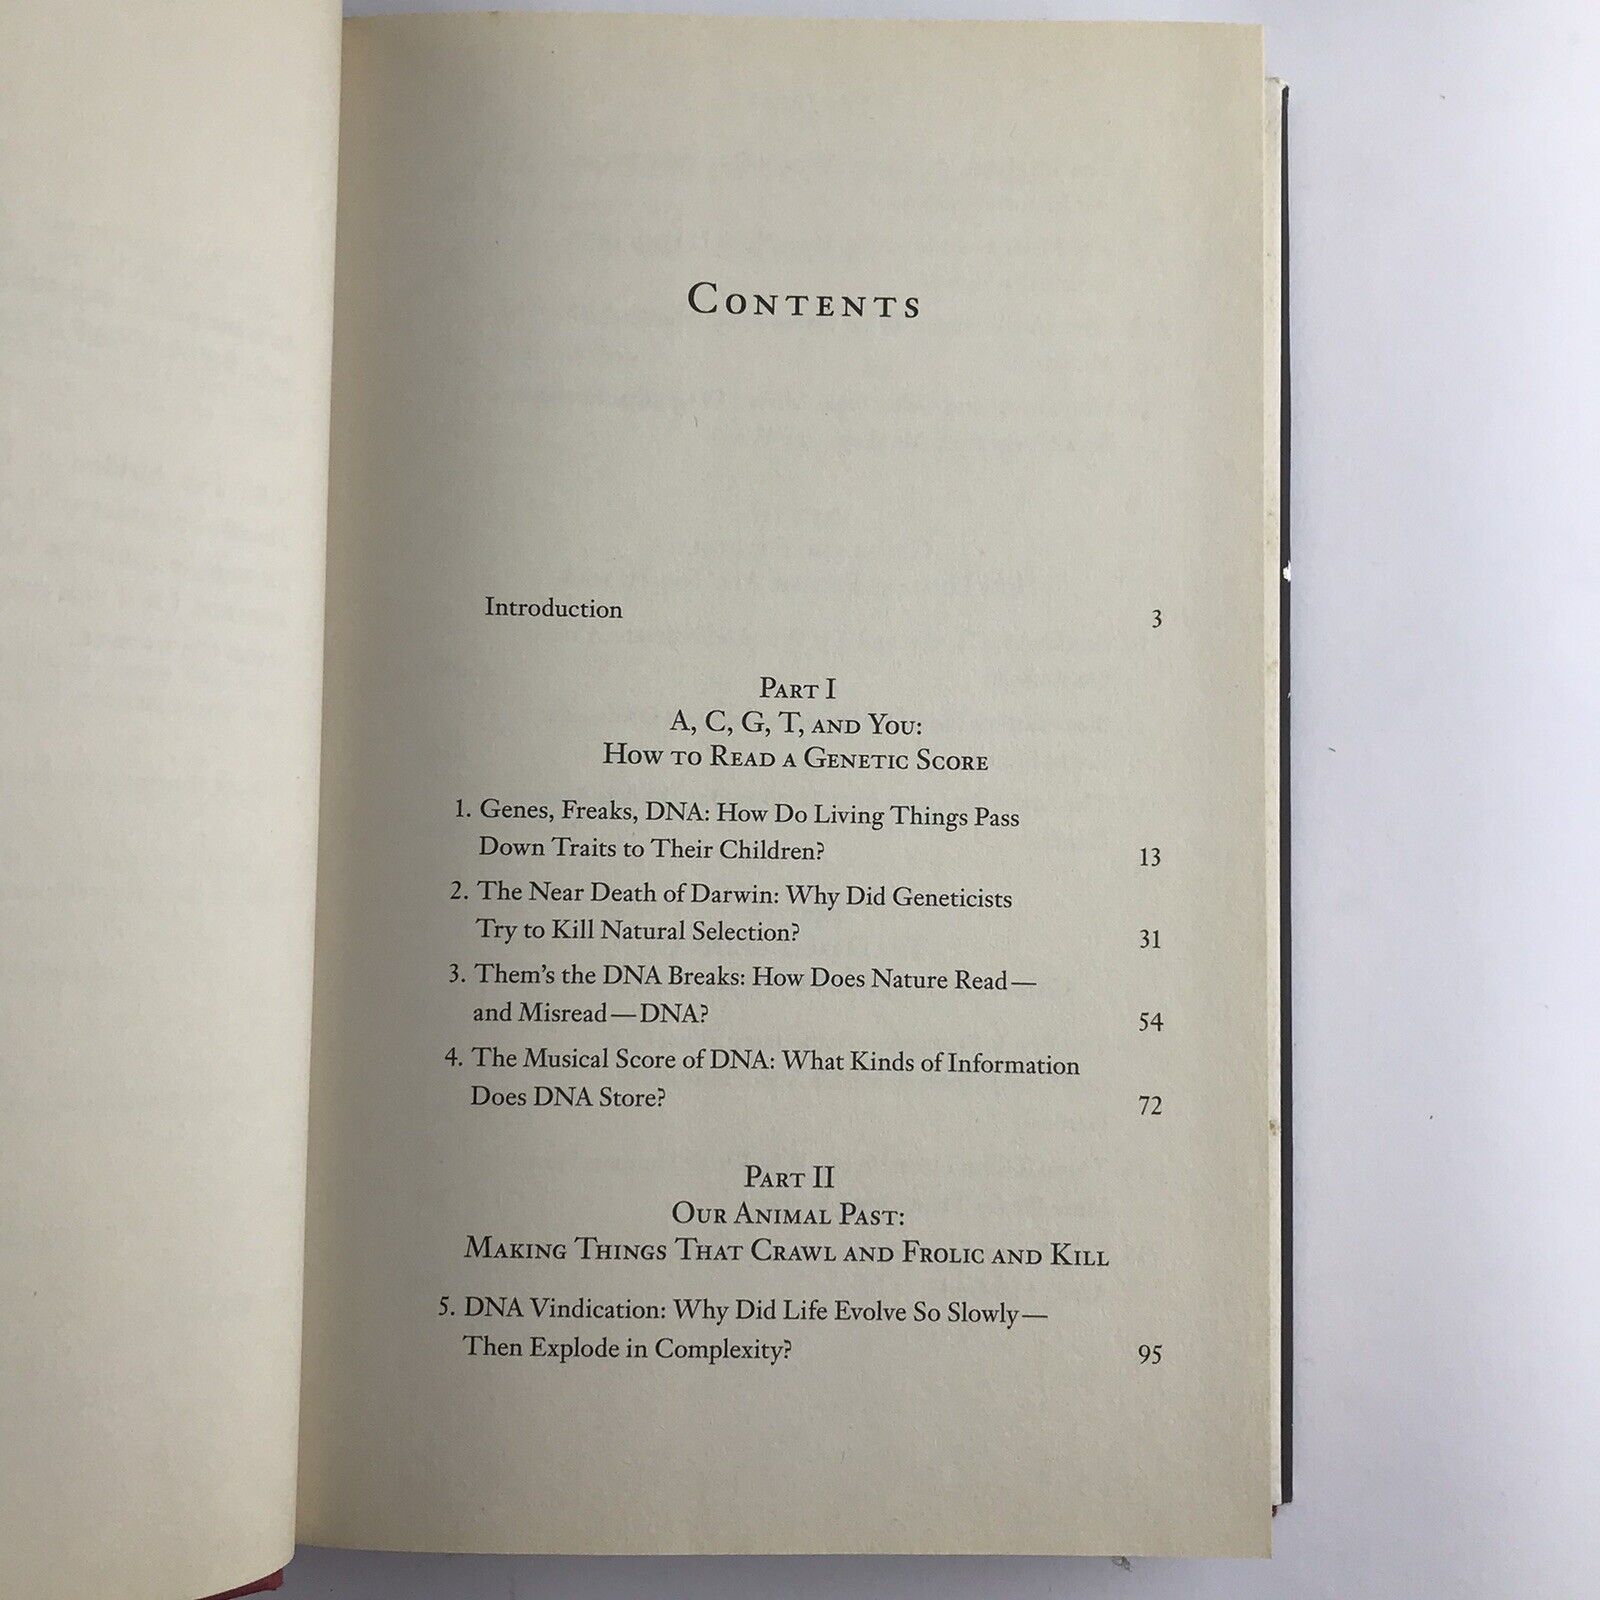 CONTENTS
Introduction 3
PART I
A, C, G, T, AND YOU:
HOW TO READ A GENETIC SCORE
1. Genes, Freaks, DNA: How Do Living Things Pass
Down Traits to Their Children? 13
2. The Near Death of Darwin: Why Did Geneticists
Try to Kill Natural Selection? 31
3. Them's the DNA Breaks: How Does Nature Read—
and Misread—DNA? 54
4. The Musical Score of DNA: What Kinds of Information
Does DNA Store? 72
PART II
OUR ANIMAL PAST:
MAKING THINGS THAT CRAWL AND FROLIC AND KILL
5. DNA Vindication: Why Did Life Evolve So Slowly—
Then Explode in Complexity? 95